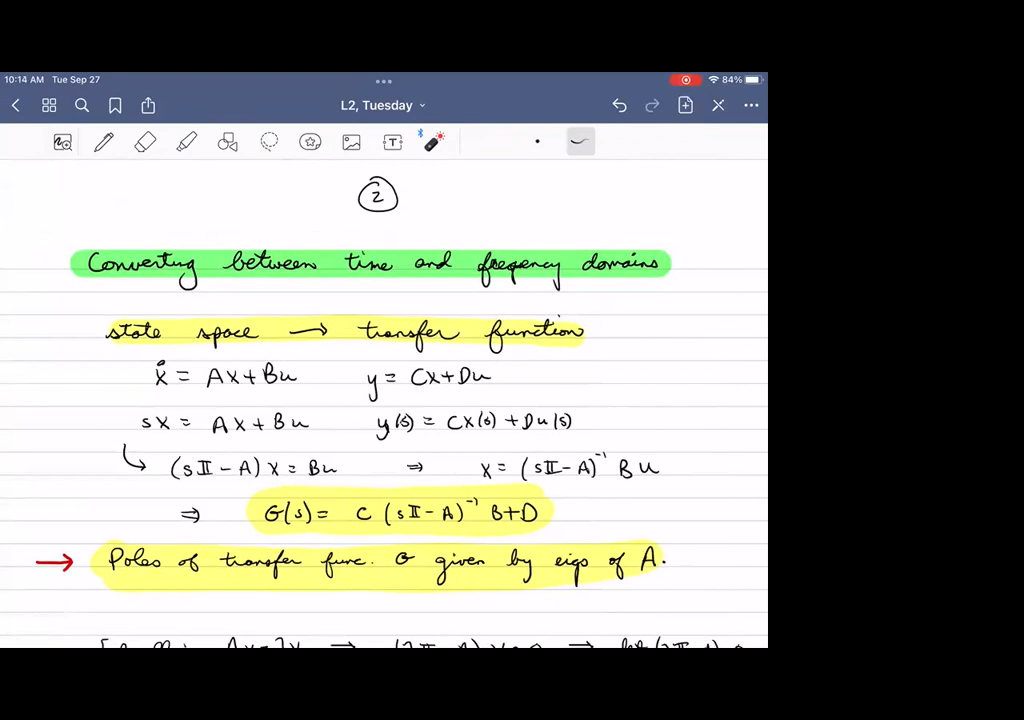 10:14 AM Tue Sep 27
84%
L2, Tuesday
T
2
Converting between time and frequency domains
state space → transfer function
ẋ = Ax+Bu y = Cx+Du
sx = Ax+Bu y(s) = Cx(s) + Du(s)
↳ (s𝕀 - A) x = Bu ⇒ x = (s𝕀-A)⁻¹ Bu
⇒ G(s) = C (s𝕀-A)⁻¹ B+D
→ Poles of transfer func. G given by eigs of A.